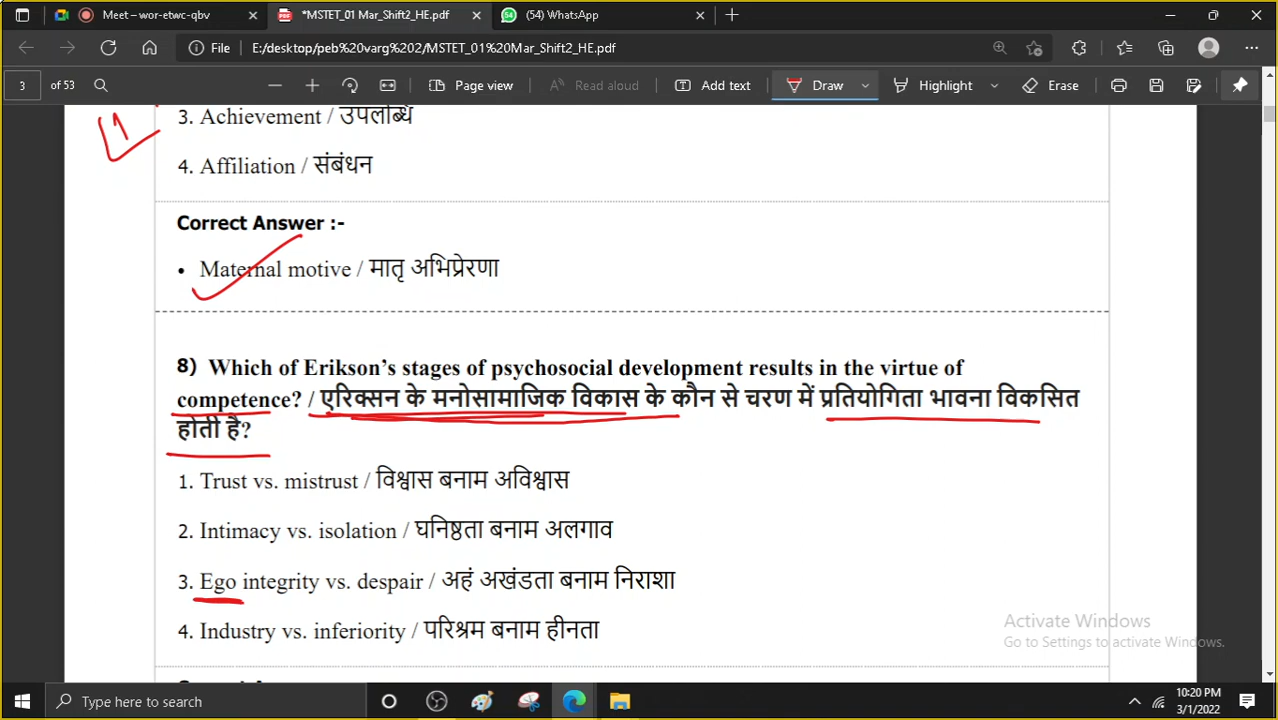 Meet – wor-etwc-qbv
*MSTET_01 Mar_Shift2_HE.pdf
(54) WhatsApp
File
E:/desktop/peb%20varg%202/MSTET_01%20Mar_Shift2_HE.pdf
3 of 53
Page view
Read aloud
Add text
Draw
Highlight
Erase
3. Achievement / उपलब्धि
4. Affiliation / संबंधन
Correct Answer :-
• Maternal motive / मातृ अभिप्रेरणा
8) Which of Erikson's stages of psychosocial development results in the virtue of
competence? / एरिक्सन के मनोसामाजिक विकास के कौन से चरण में प्रतियोगिता भावना विकसित
होती है?
1. Trust vs. mistrust / विश्वास बनाम अविश्वास
2. Intimacy vs. isolation / घनिष्ठता बनाम अलगाव
3. Ego integrity vs. despair / अहं अखंडता बनाम निराशा
4. Industry vs. inferiority / परिश्रम बनाम हीनता
Activate Windows
Go to Settings to activate Windows.
Type here to search
10:20 PM
3/1/2022